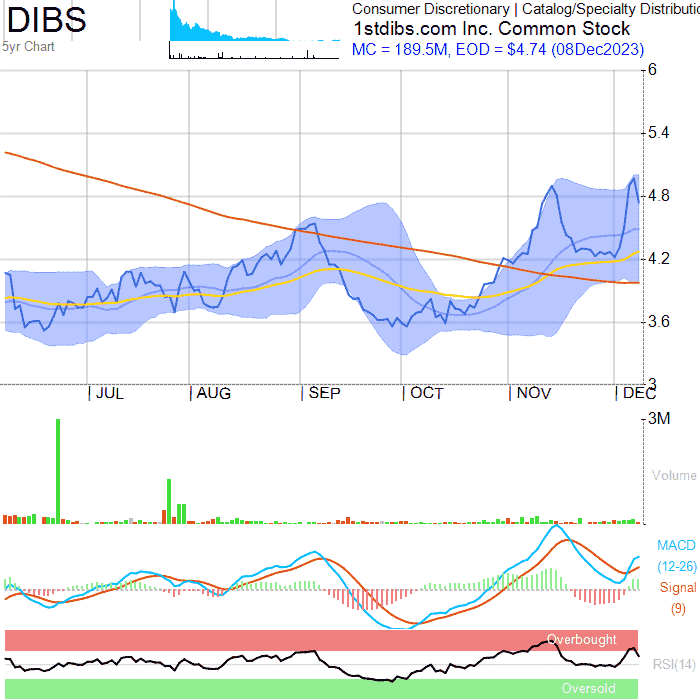 DIBS
5yr Chart
Consumer Discretionary | Catalog/Specialty Distributio
1stdibs.com Inc. Common Stock
MC = 189.5M, EOD = $4.74 (08Dec2023)
6
5.4
4.8
4.2
3.6
3
JUL AUG SEP OCT NOV DEC
3M
Volume
MACD
(12-26)
Signal
(9)
Overbought
RSI(14)
Oversold